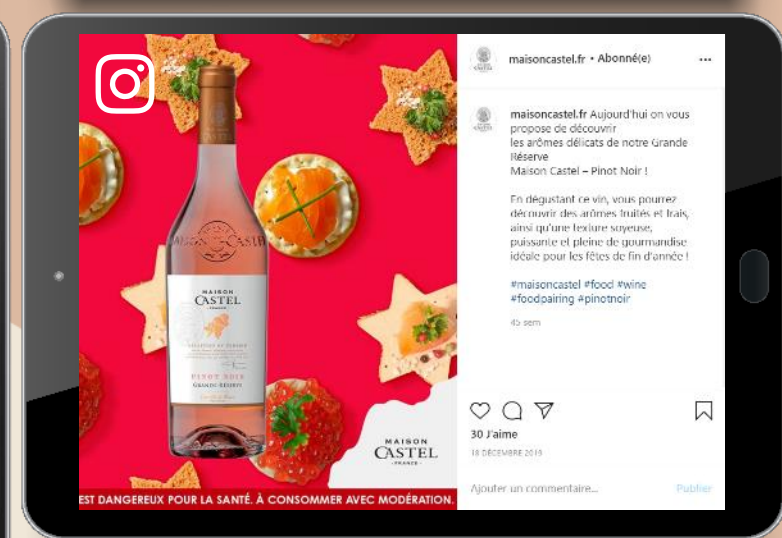 MAISON CASTEL
MAISON
CASTEL
FRANCE
PINOT NOIR
GRANDE RÉSERVE
MAISON
CASTEL
- FRANCE -
EST DANGEREUX POUR LA SANTÉ. À CONSOMMER AVEC MODÉRATION.
maisoncastel.fr • Abonné(e)
maisoncastel.fr Aujourd'hui on vous
propose de découvrir
les arômes délicats de notre Grande
Réserve
Maison Castel – Pinot Noir !
En dégustant ce vin, vous pourrez
découvrir des arômes fruités et frais,
ainsi qu'une texture soyeuse,
puissante et pleine de gourmandise
idéale pour les fêtes de fin d'année !
#maisoncastel #food #wine
#foodpairing #pinotnoir
45 sem
30 J'aime
18 DÉCEMBRE 2019
Ajouter un commentaire...
Publier